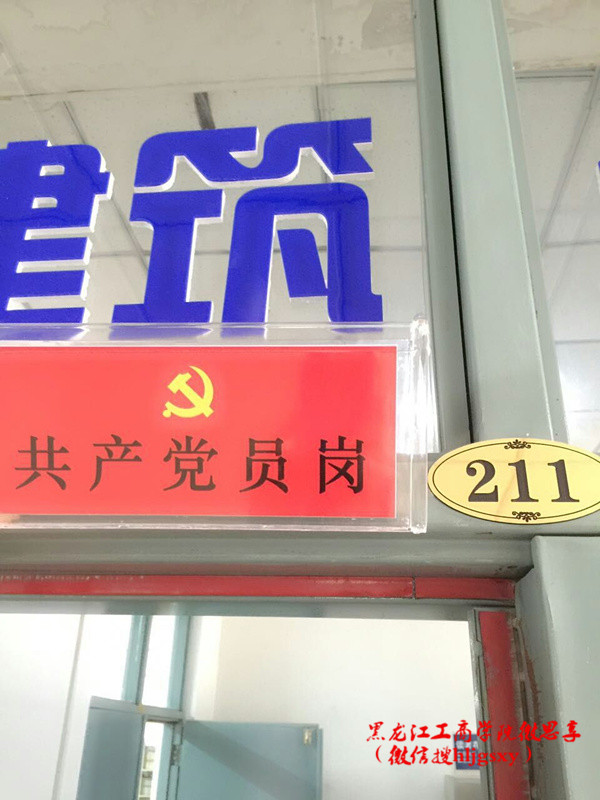 建筑
共产党员岗
211
黑龙江工商学院微思享
（微信搜hljgsxy）